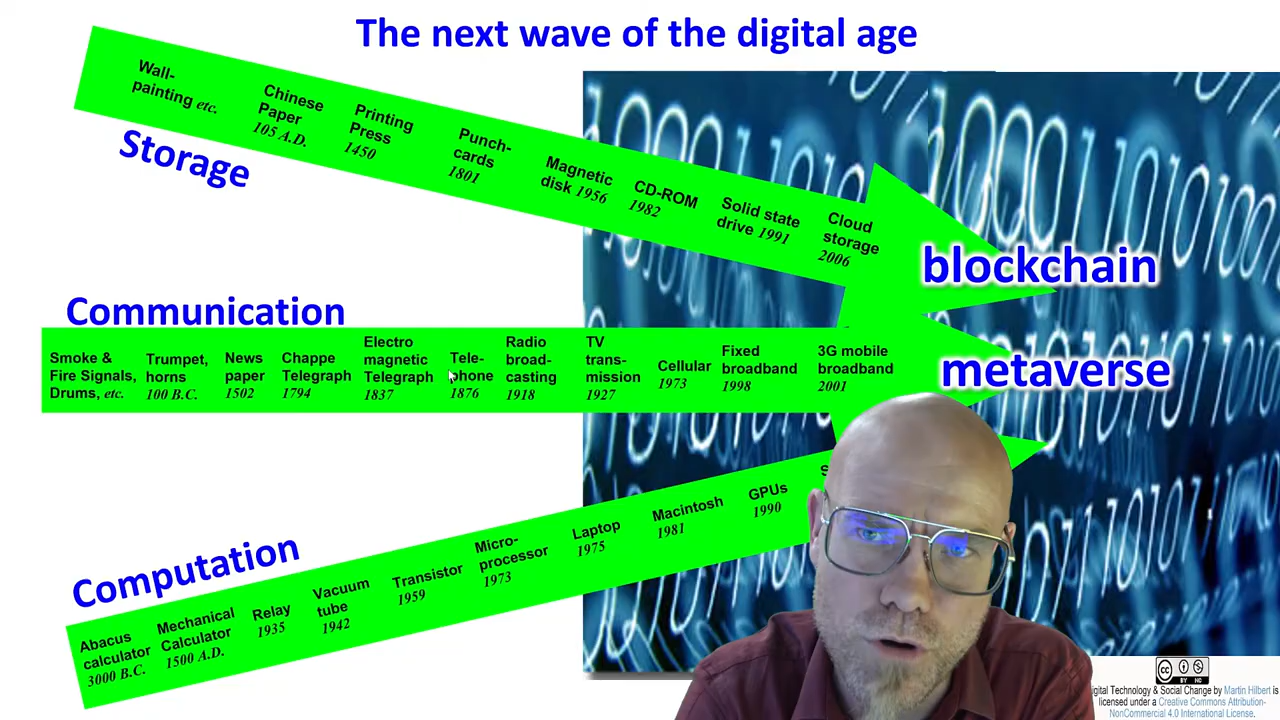 The next wave of the digital age
Wall-
painting etc.
Chinese
Paper
105 A.D.
Printing
Press
1450
Punch-
cards
1801
Magnetic
disk 1956
CD-ROM
1982
Solid state
drive 1991
Cloud
storage
2006
Storage
blockchain
Communication
Smoke &
Fire Signals,
Drums, etc.
Trumpet,
horns
100 B.C.
News
paper
1502
Chappe
Telegraph
1794
Electro
magnetic
Telegraph
1837
Tele-
phone
1876
Radio
broad-
casting
1918
TV
trans-
mission
1927
Cellular
1973
Fixed
broadband
1998
3G mobile
broadband
2001
metaverse
Computation
Abacus
calculator
3000 B.C.
Mechanical
Calculator
1500 A.D.
Relay
1935
Vacuum
tube
1942
Transistor
1959
Micro-
processor
1973
Laptop
1975
Macintosh
1981
GPUs
1990
CC
BY NC
igital Technology & Social Change by Martin Hilbert is
licensed under a Creative Commons Attribution-
NonCommercial 4.0 International License.